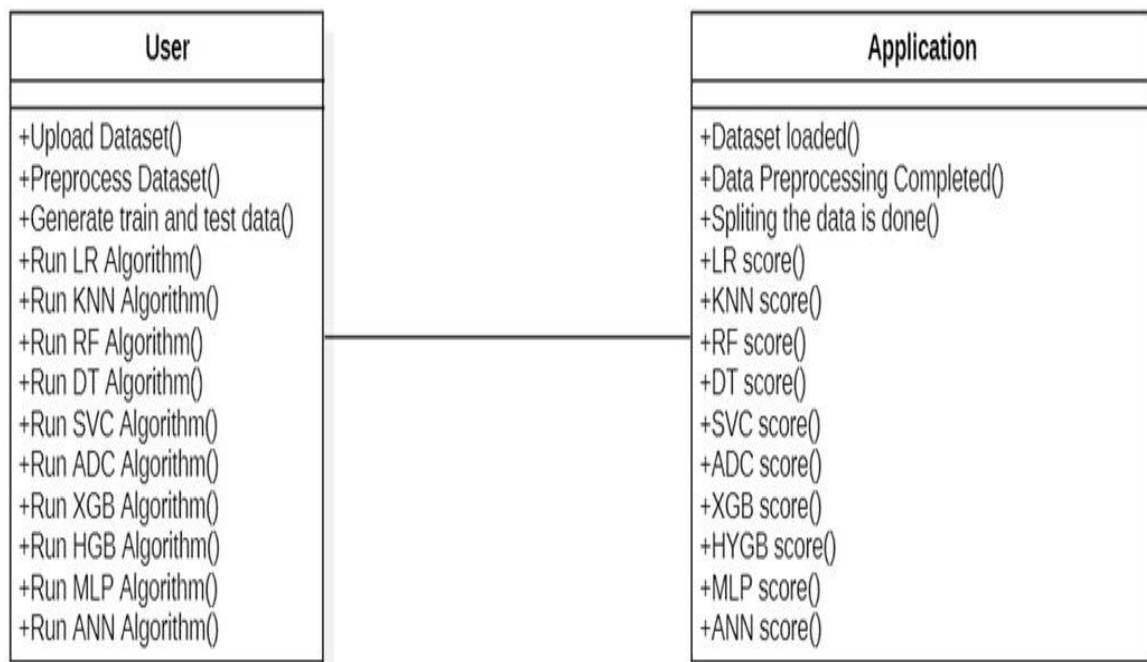 User
+Upload Dataset()
+Preprocess Dataset()
+Generate train and test data()
+Run LR Algorithm()
+Run KNN Algorithm()
+Run RF Algorithm()
+Run DT Algorithm()
+Run SVC Algorithm()
+Run ADC Algorithm()
+Run XGB Algorithm()
+Run HGB Algorithm()
+Run MLP Algorithm()
+Run ANN Algorithm()
Application
+Dataset loaded()
+Data Preprocessing Completed()
+Spliting the data is done()
+LR score()
+KNN score()
+RF score()
+DT score()
+SVC score()
+ADC score()
+XGB score()
+HYGB score()
+MLP score()
+ANN score()